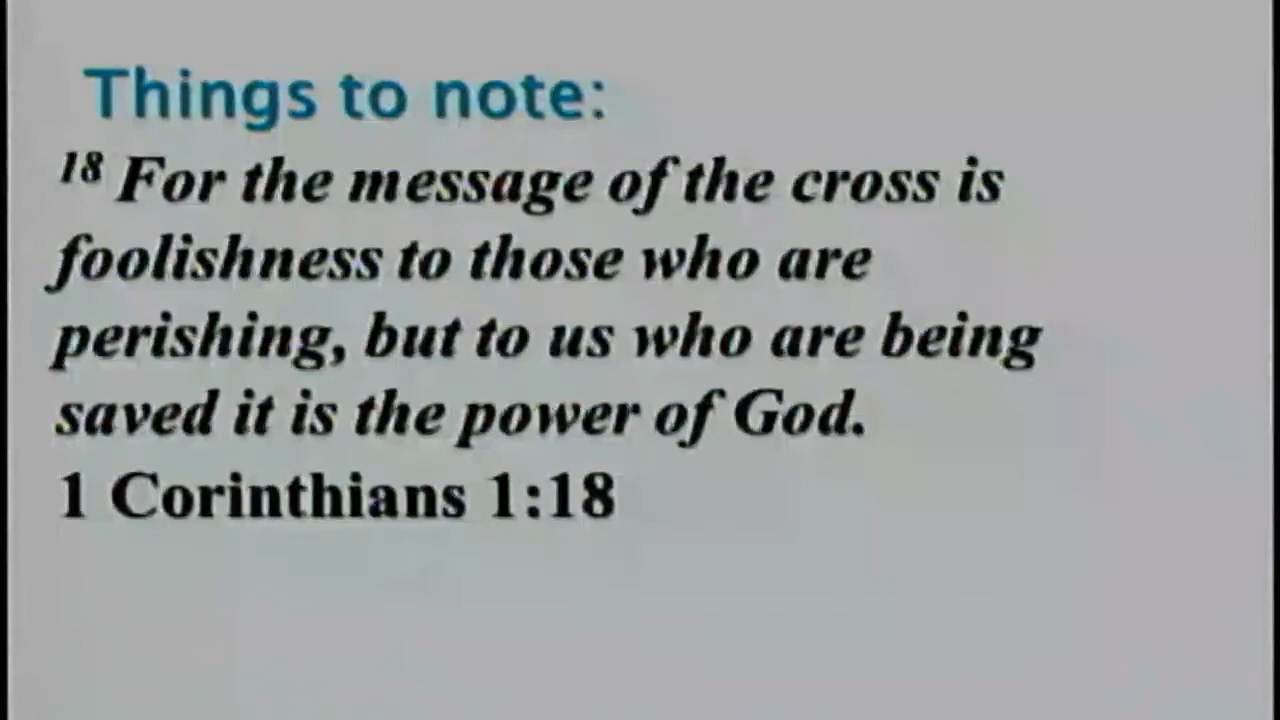 Things to note:
18 For the message of the cross is
foolishness to those who are
perishing, but to us who are being
saved it is the power of God.
1 Corinthians 1:18